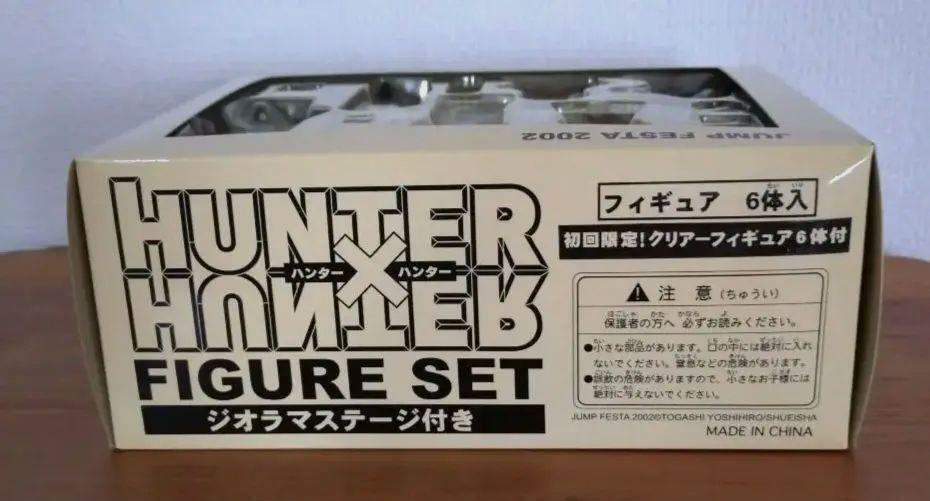 JUMP FESTA 2002
HUNTER
ハンター×ハンター
HUNTER
FIGURE SET
ジオラマステージ付き
フィギュア 6体入
初回限定!クリアーフィギュア6体付
⚠注意(ちゅうい)
保護者の方へ 必ずお読みください。
●小さな部品があります。口の中には絶対に入れ
ないでください。窒息などの危険があります。
●誤飲の危険がありますので、小さなお子様には
絶対に与えないでください。
JUMP FESTA 2002©TOGASHI YOSHIHIRO/SHUEISHA
MADE IN CHINA